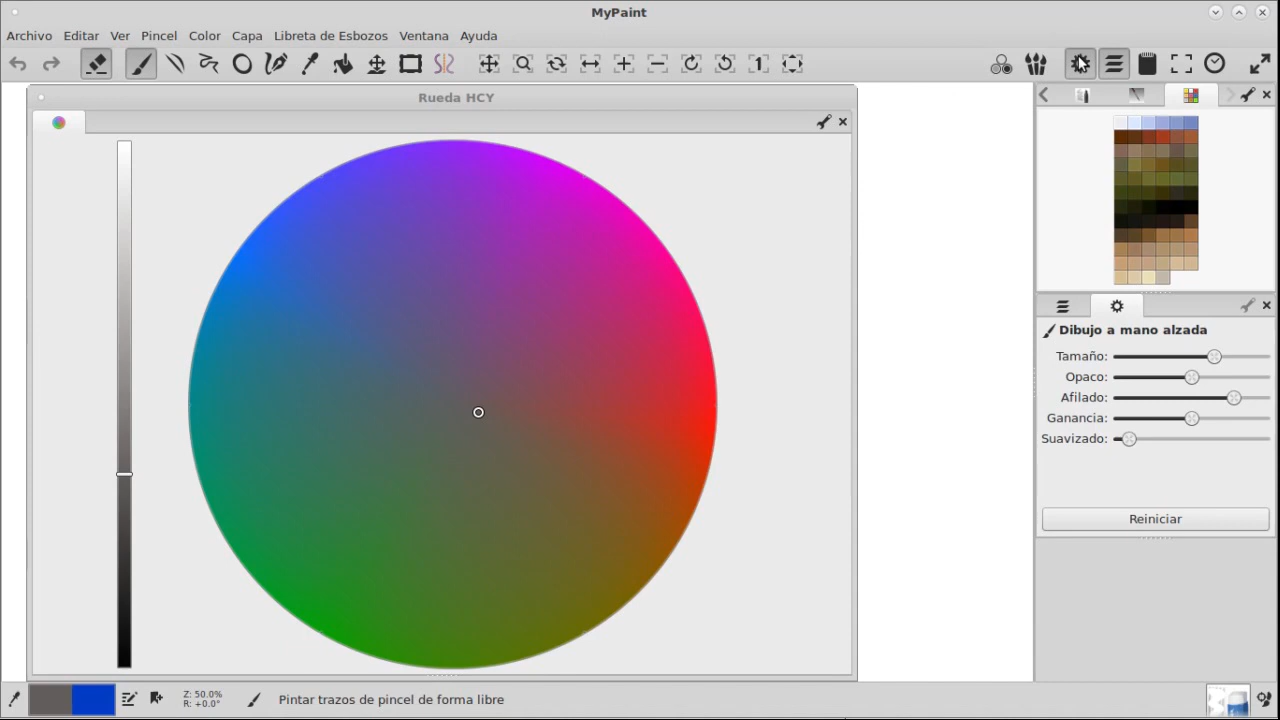 MyPaint
Archivo Editar Ver Pincel Color Capa Libreta de Esbozos Ventana Ayuda
Rueda HCY
Dibujo a mano alzada
Tamaño:
Opaco:
Afilado:
Ganancia:
Suavizado:
Reiniciar
Z: 50.0%
R: +0.0°
Pintar trazos de pincel de forma libre